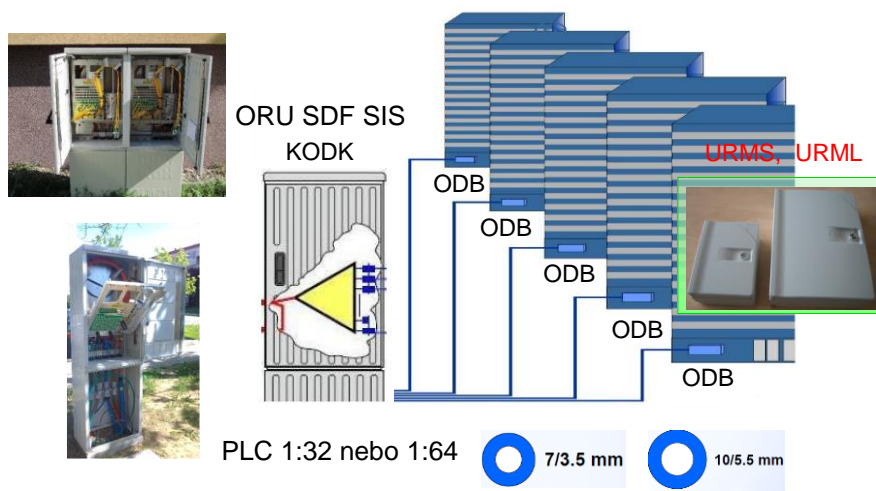 ORU SDF SIS
KODK
URMS, URML
ODB
ODB
ODB
ODB
ODB
PLC 1:32 nebo 1:64
7/3.5 mm
10/5.5 mm